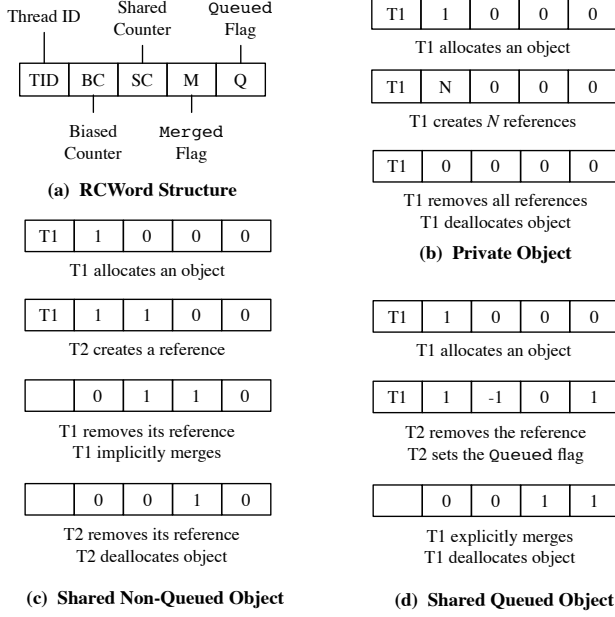 Thread ID
Shared
Counter
Queued
Flag
TID BC SC M Q
Biased
Counter
Merged
Flag
(a) RCWord Structure
T1 1 0 0 0
T1 allocates an object
T1 N 0 0 0
T1 creates N references
T1 0 0 0 0
T1 removes all references
T1 deallocates object
(b) Private Object
T1 1 0 0 0
T1 allocates an object
T1 1 1 0 0
T2 creates a reference
0 1 1 0
T1 removes its reference
T1 implicitly merges
0 0 1 0
T2 removes its reference
T2 deallocates object
(c) Shared Non-Queued Object
T1 1 0 0 0
T1 allocates an object
T1 1 -1 0 1
T2 removes the reference
T2 sets the Queued flag
0 0 1 1
T1 explicitly merges
T1 deallocates object
(d) Shared Queued Object